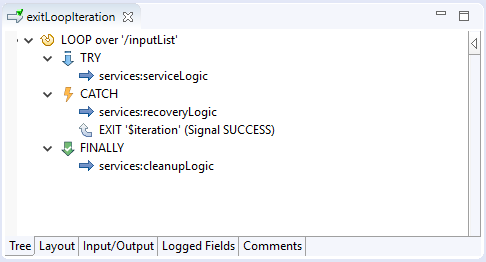 exitLoopIteration
LOOP over '/inputList'
TRY
services:serviceLogic
CATCH
services:recoveryLogic
EXIT '$iteration' (Signal SUCCESS)
FINALLY
services:cleanupLogic
Tree Layout Input/Output Logged Fields Comments